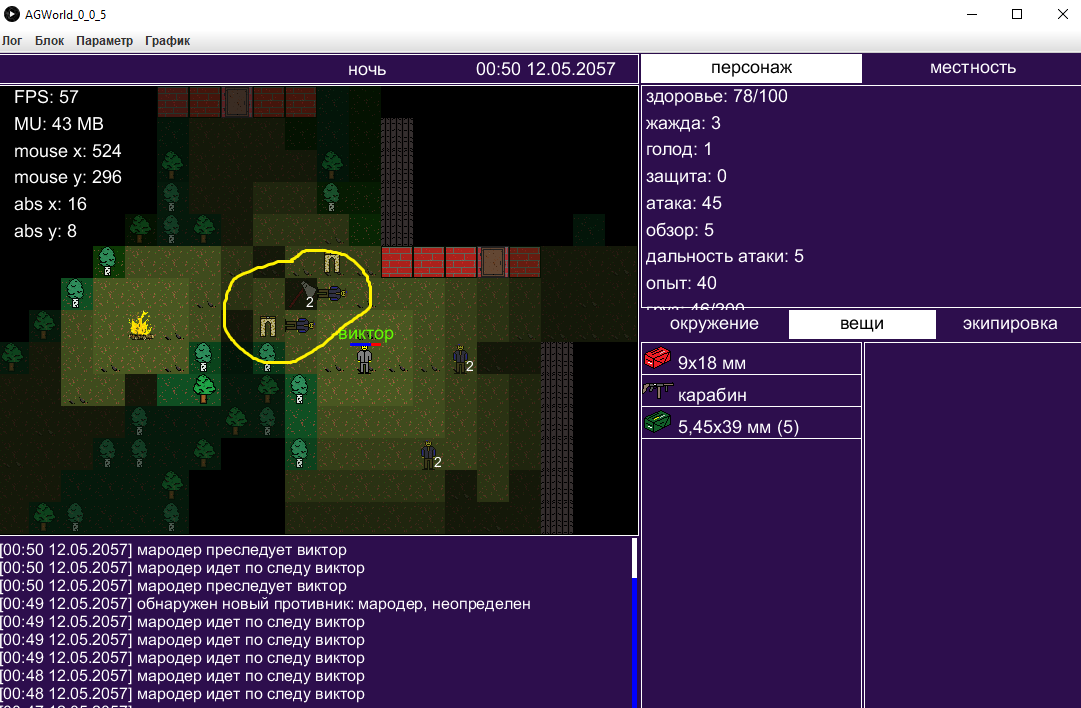 AGWorld_0_0_5
Лог Блок Параметр График
ночь 00:50 12.05.2057
персонаж местность
FPS: 57
MU: 43 MB
mouse x: 524
mouse y: 296
abs x: 16
abs y: 8
2
виктор
2
2
здоровье: 78/100
жажда: 3
голод: 1
защита: 0
атака: 45
обзор: 5
дальность атаки: 5
опыт: 40
окружение вещи экипировка
9x18 мм
карабин
5,45x39 мм (5)
[00:50 12.05.2057] мародер преследует виктор
[00:50 12.05.2057] мародер идет по следу виктор
[00:50 12.05.2057] мародер преследует виктор
[00:49 12.05.2057] обнаружен новый противник: мародер, неопределен
[00:49 12.05.2057] мародер идет по следу виктор
[00:49 12.05.2057] мародер идет по следу виктор
[00:49 12.05.2057] мародер идет по следу виктор
[00:48 12.05.2057] мародер идет по следу виктор
[00:48 12.05.2057] мародер идет по следу виктор